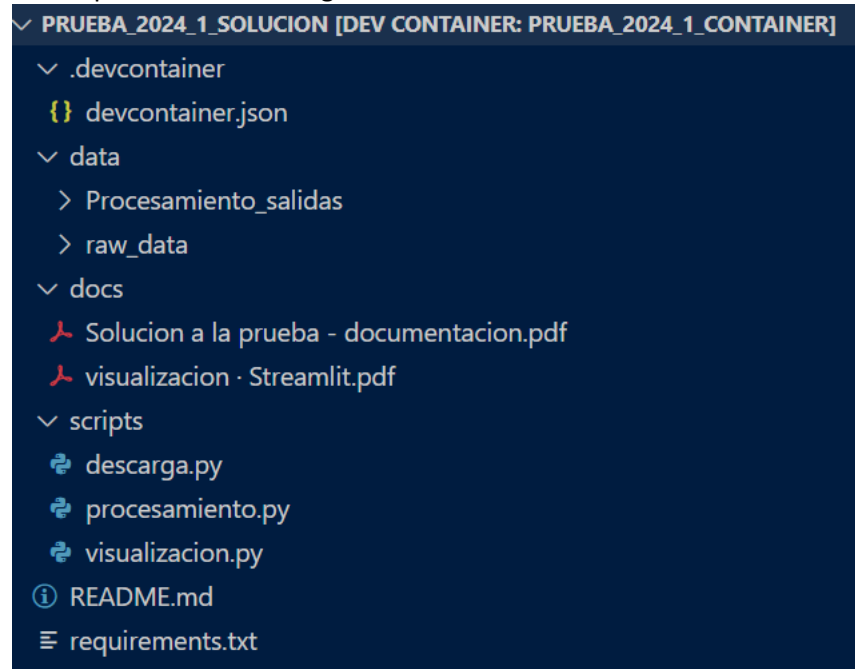 PRUEBA_2024_1_SOLUCION [DEV CONTAINER: PRUEBA_2024_1_CONTAINER]
.devcontainer
{} devcontainer.json
data
Procesamiento_salidas
raw_data
docs
Solucion a la prueba - documentacion.pdf
visualizacion · Streamlit.pdf
scripts
descarga.py
procesamiento.py
visualizacion.py
README.md
requirements.txt